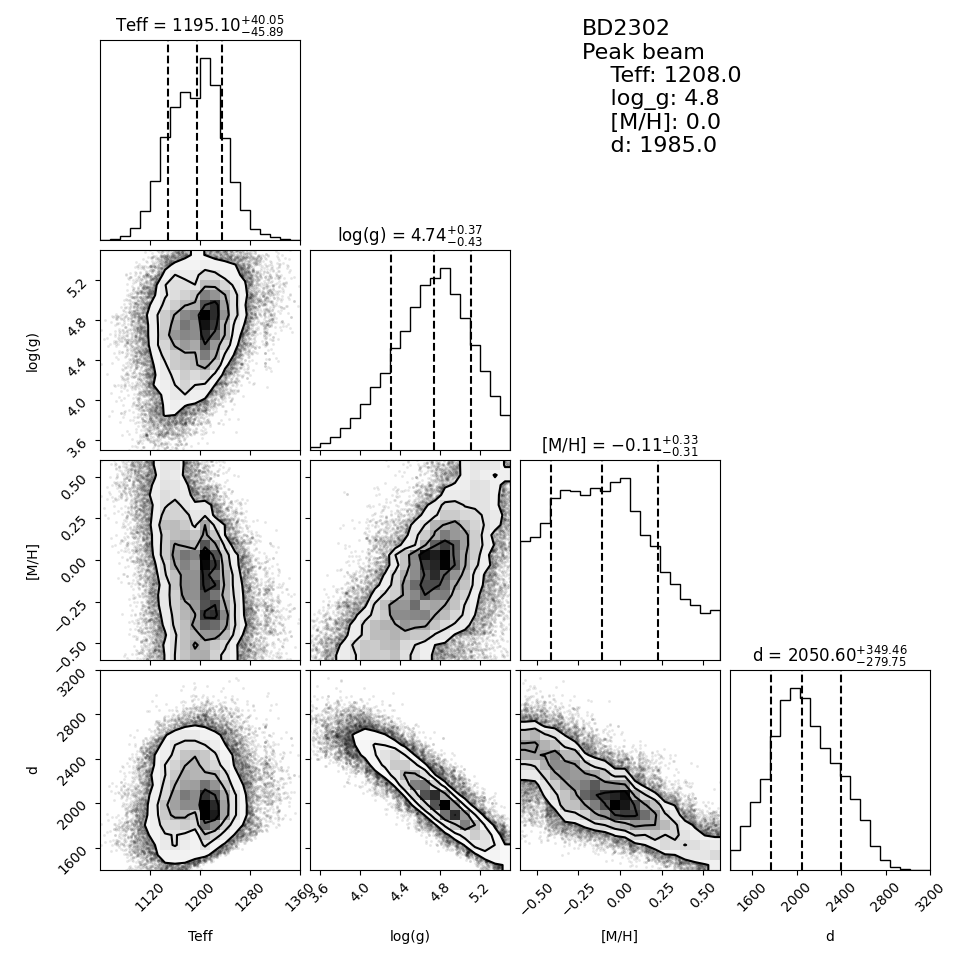 Teff = 1195.10+40.05−45.89
BD2302
Peak beam
Teff: 1208.0
log_g: 4.8
[M/H]: 0.0
d: 1985.0
log(g) = 4.74+0.37−0.43
5.2
4.8
4.4
4.0
3.6
log(g)
[M/H] = −0.11+0.33−0.31
0.50
0.25
0.00
−0.25
−0.50
[M/H]
d = 2050.60+349.46−279.75
3200
2800
2400
2000
1600
d
1120 1200 1280 1360
3.6 4.0 4.4 4.8 5.2
−0.50 −0.25 0.00 0.25 0.50
1600 2000 2400 2800 3200
Teff log(g) [M/H] d